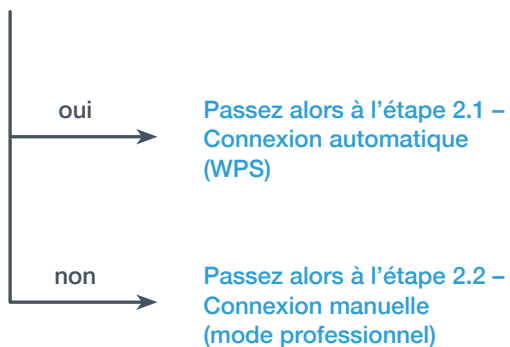 oui
Passez alors à l’étape 2.1 –
Connexion automatique
(WPS)
non
Passez alors à l’étape 2.2 –
Connexion manuelle
(mode professionnel)